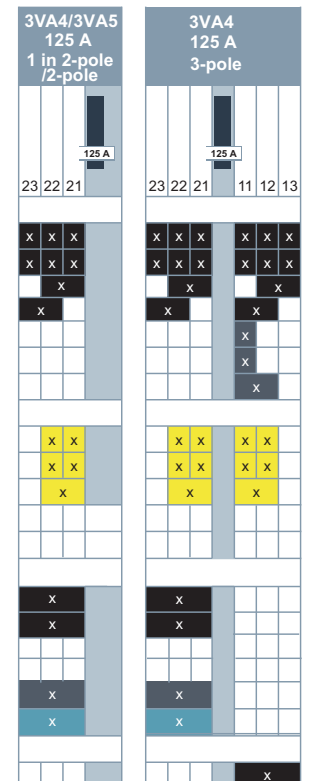 3VA4/3VA5
125 A
1 in 2-pole
/2-pole
125 A
23 22 21
x x x
x x x
x
x
x x
x x
x
x
x
x
x
3VA4
125 A
3-pole
125 A
23 22 21 11 12 13
x x x x x x
x x x x x x
x x
x x
x
x
x
x x x x
x x x x
x x
x
x
x
x
x